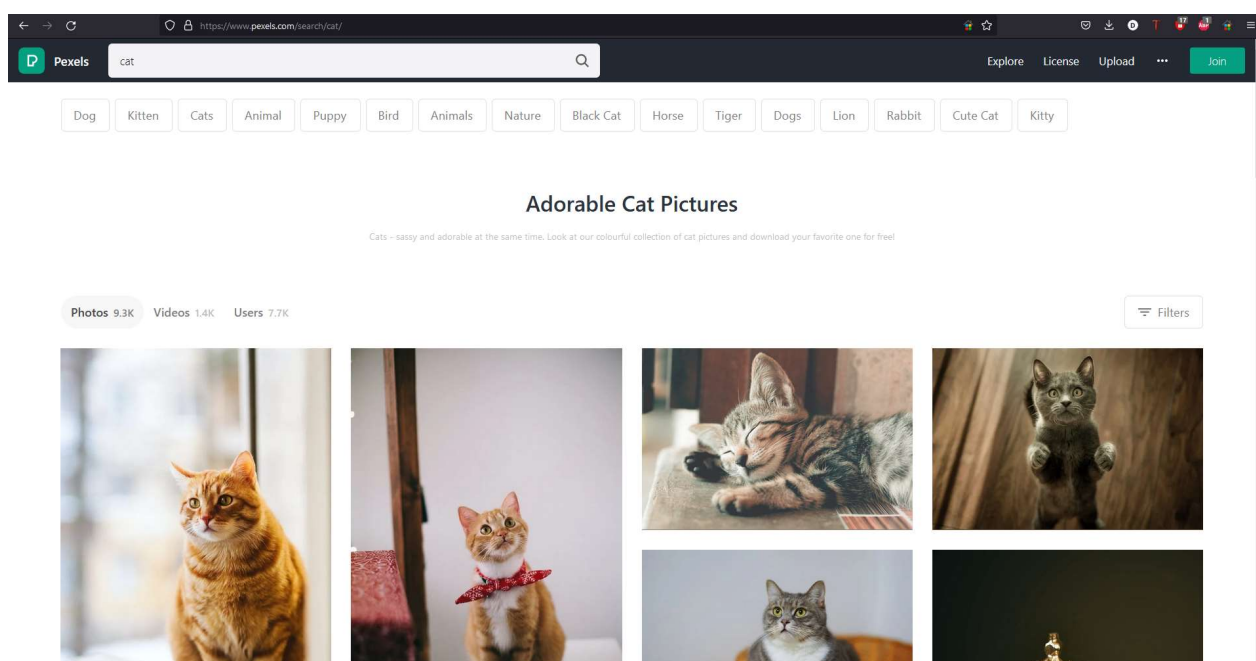 https://www.pexels.com/search/cat/
D T 17 1 ABP
Pexels cat Explore License Upload ••• Join
Dog Kitten Cats Animal Puppy Bird Animals Nature Black Cat Horse Tiger Dogs Lion Rabbit Cute Cat Kitty
Adorable Cat Pictures
Cats – sassy and adorable at the same time. Look at our colourful collection of cat pictures and download your favorite one for free!
Photos 9.3K Videos 1.4K Users 7.7K Filters